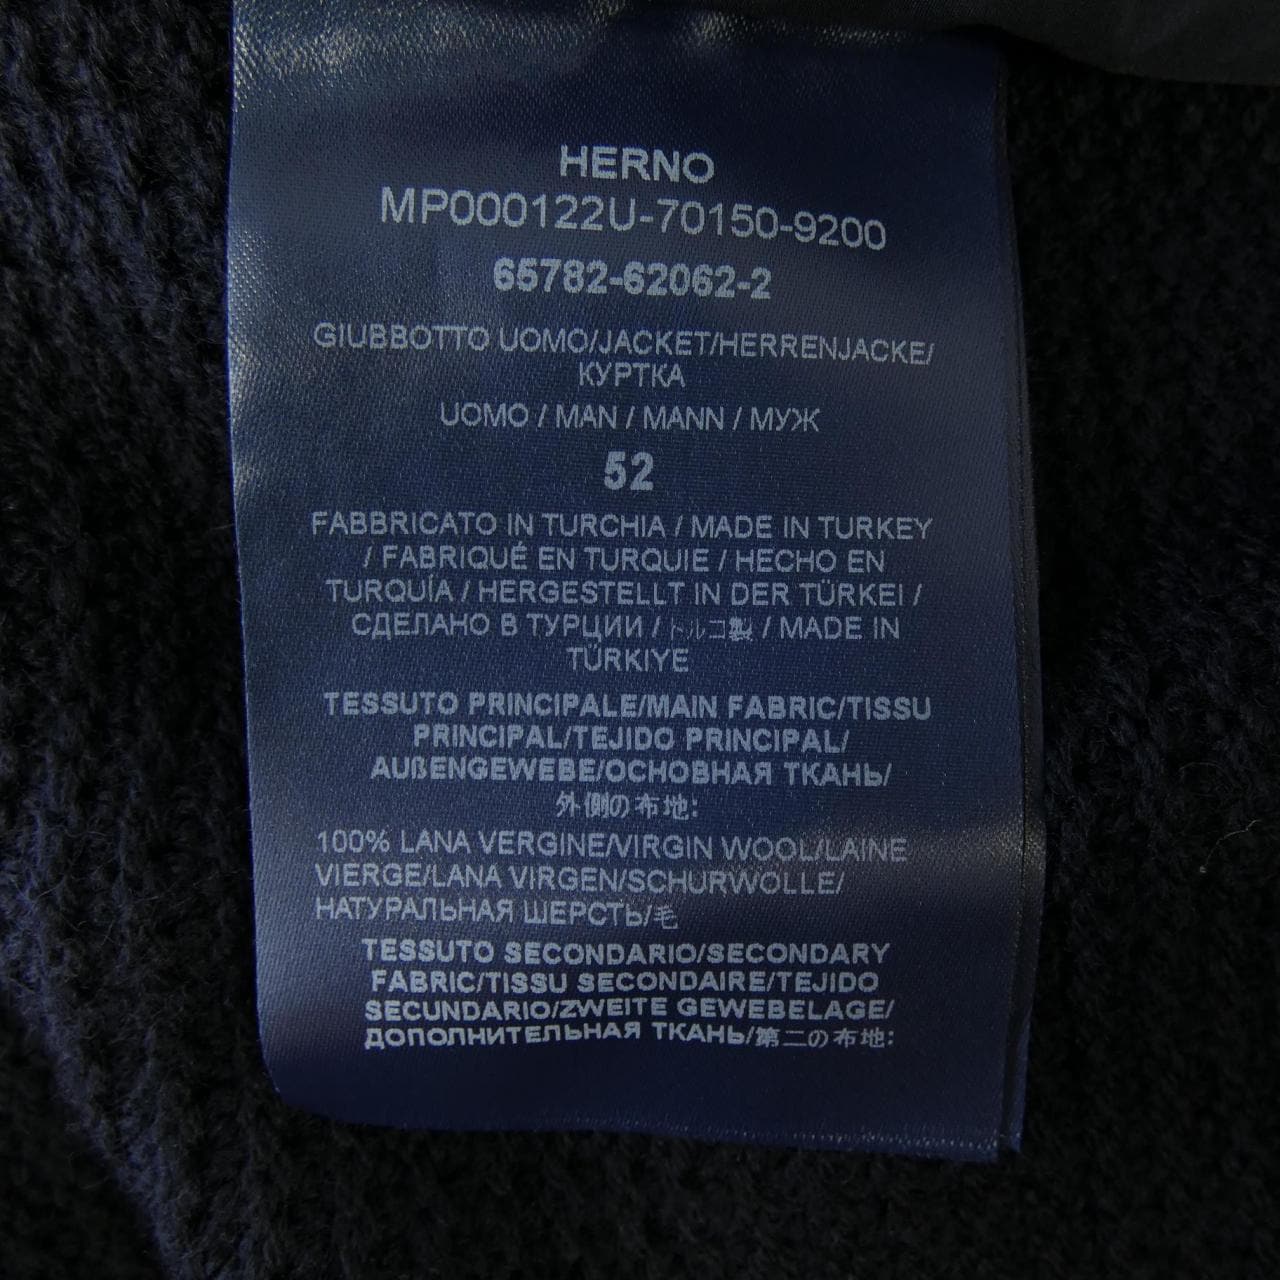 HERNO
MP000122U-70150-9200
65782-62062-2
GIUBBOTTO UOMO/JACKET/HERRENJACKE/
КУРТКА
UOMO / MAN / MANN / МУЖ
52
FABBRICATO IN TURCHIA / MADE IN TURKEY
/ FABRIQUÉ EN TURQUIE / HECHO EN
TURQUÍA / HERGESTELLT IN DER TÜRKEI /
СДЕЛАНО В ТУРЦИИ / トルコ製 / MADE IN
TÜRKIYE
TESSUTO PRINCIPALE/MAIN FABRIC/TISSU
PRINCIPAL/TEJIDO PRINCIPAL/
AUßENGEWEBE/ОСНОВНАЯ ТКАНЬ/
外側の布地:
100% LANA VERGINE/VIRGIN WOOL/LAINE
VIERGE/LANA VIRGEN/SCHURWOLLE/
НАТУРАЛЬНАЯ ШЕРСТЬ/毛
TESSUTO SECONDARIO/SECONDARY
FABRIC/TISSU SECONDAIRE/TEJIDO
SECUNDARIO/ZWEITE GEWEBELAGE/
ДОПОЛНИТЕЛЬНАЯ ТКАНЬ/第二の布地: